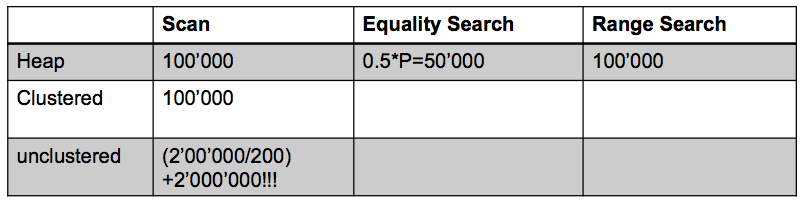 Scan Equality Search Range Search
Heap 100’000 0.5*P=50’000 100’000
Clustered 100’000
unclustered (2’00’000/200)
+2’000’000!!!